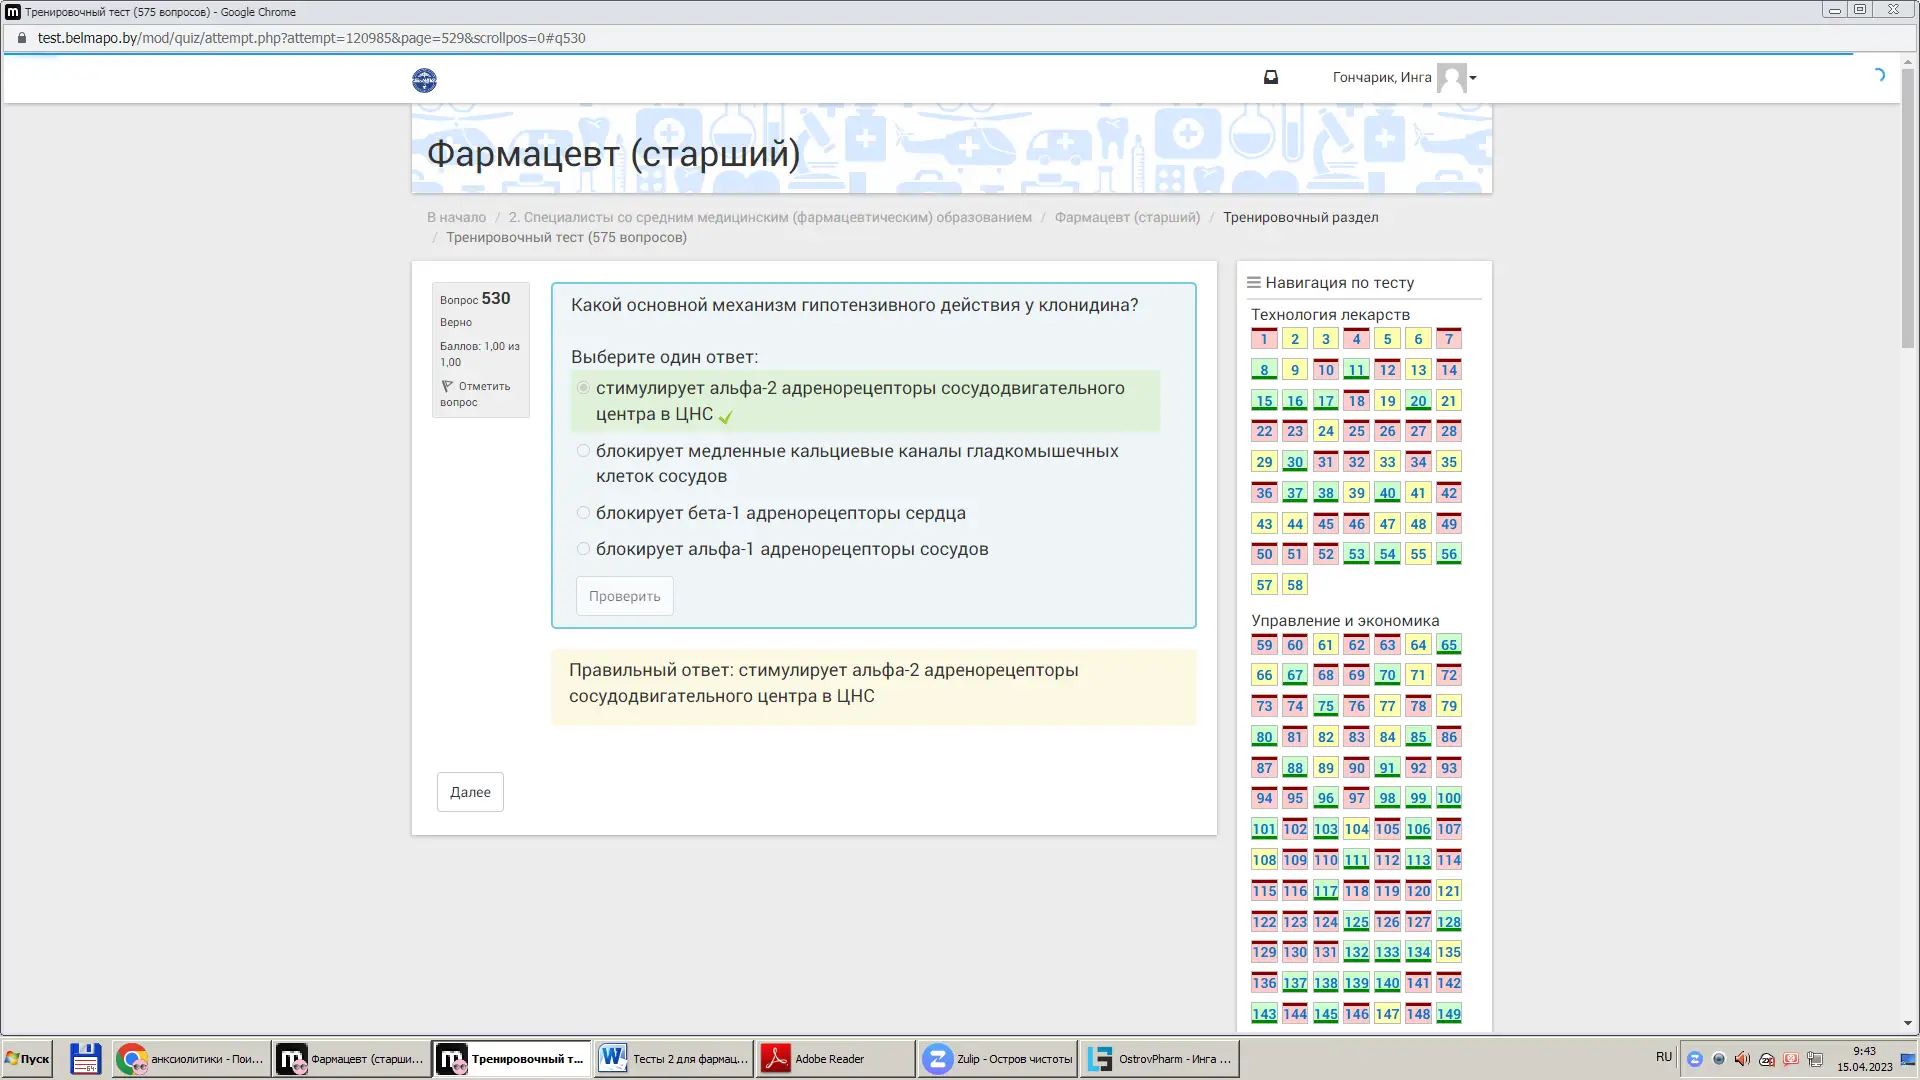 Тренировочный тест (575 вопросов) - Google Chrome
test.belmapo.by/mod/quiz/attempt.php?attempt=120985&page=529&scrollpos=0#q530
Гончарик, Инга
Фармацевт (старший)
В начало / 2. Специалисты со средним медицинским (фармацевтическим) образованием / Фармацевт (старший) / Тренировочный раздел
/ Тренировочный тест (575 вопросов)
Вопрос 530
Верно
Баллов: 1,00 из
1,00
Отметить
вопрос
Какой основной механизм гипотензивного действия у клонидина?
Выберите один ответ:
стимулирует альфа-2 адренорецепторы сосудодвигательного
центра в ЦНС
блокирует медленные кальциевые каналы гладкомышечных
клеток сосудов
блокирует бета-1 адренорецепторы сердца
блокирует альфа-1 адренорецепторы сосудов
Проверить
Правильный ответ: стимулирует альфа-2 адренорецепторы
сосудодвигательного центра в ЦНС
Далее
Навигация по тесту
Технология лекарств
1 2 3 4 5 6 7
8 9 10 11 12 13 14
15 16 17 18 19 20 21
22 23 24 25 26 27 28
29 30 31 32 33 34 35
36 37 38 39 40 41 42
43 44 45 46 47 48 49
50 51 52 53 54 55 56
57 58
Управление и экономика
59 60 61 62 63 64 65
66 67 68 69 70 71 72
73 74 75 76 77 78 79
80 81 82 83 84 85 86
87 88 89 90 91 92 93
94 95 96 97 98 99 100
101 102 103 104 105 106 107
108 109 110 111 112 113 114
115 116 117 118 119 120 121
122 123 124 125 126 127 128
129 130 131 132 133 134 135
136 137 138 139 140 141 142
143 144 145 146 147 148 149
Пуск
анксиолитики - Пои...
Фармацевт (старши...
Тренировочный т...
Тесты 2 для фармац...
Adobe Reader
Zulip - Остров чистоты
OstrovPharm - Инга ...
RU
9:43
15.04.2023